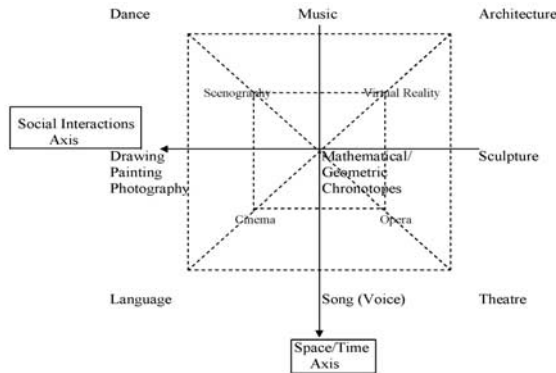 Dance Music Architecture
Scenography Virtual Reality
Social Interactions
Axis
Drawing
Painting
Photography
Mathematical/
Geometric
Chronotopes
Sculpture
Cinema Opera
Language Song (Voice) Theatre
Space/Time
Axis